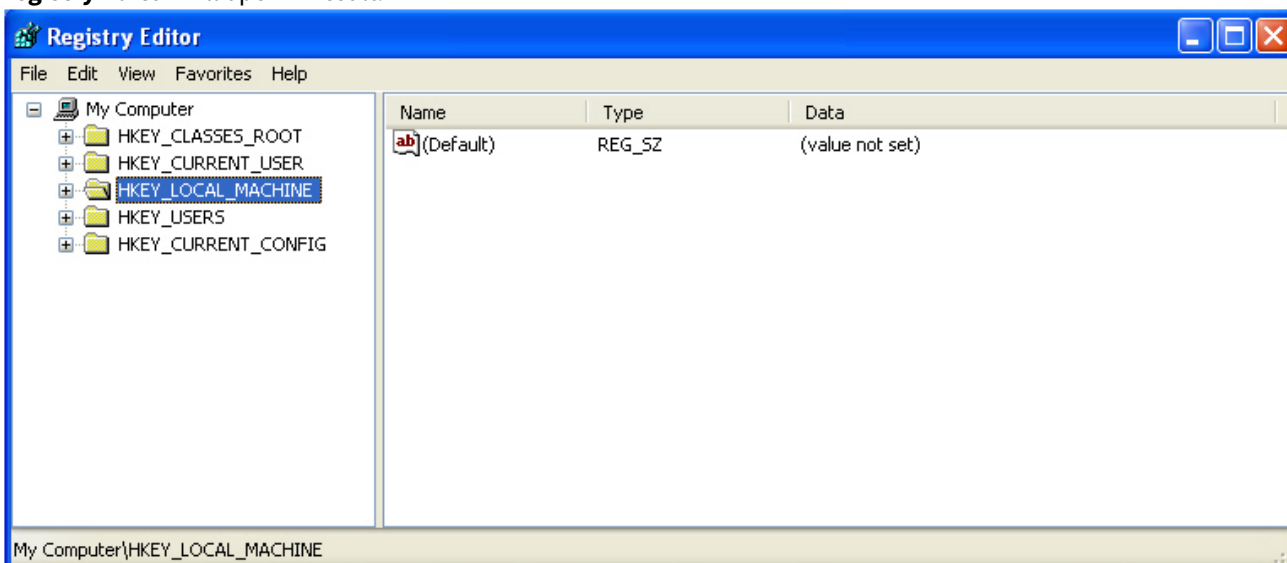 Registry Editor
File Edit View Favorites Help
My Computer
HKEY_CLASSES_ROOT
HKEY_CURRENT_USER
HKEY_LOCAL_MACHINE
HKEY_USERS
HKEY_CURRENT_CONFIG
Name Type Data
ab (Default) REG_SZ (value not set)
My Computer\HKEY_LOCAL_MACHINE